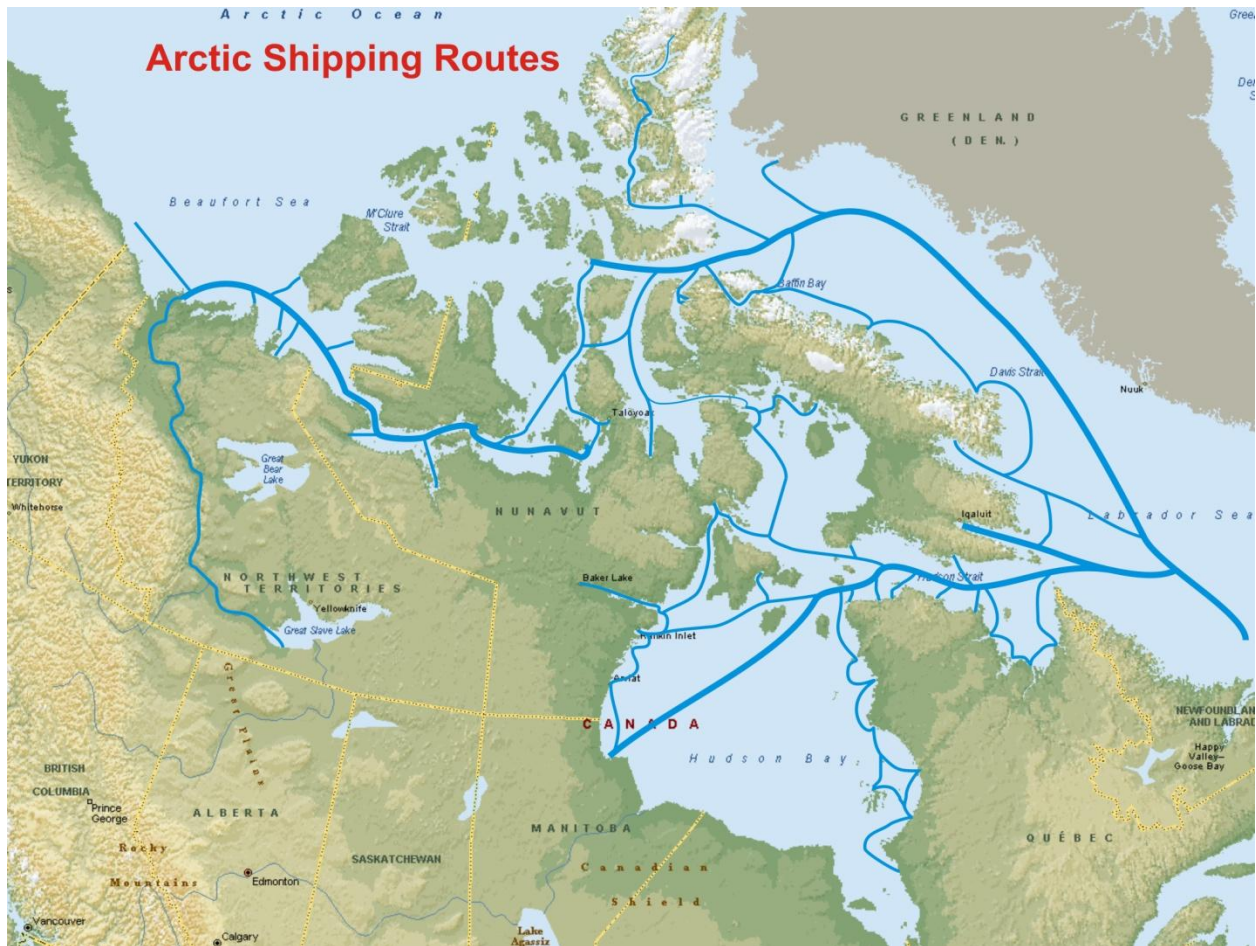 Arctic Ocean
Arctic Shipping Routes
GREENLAND
(DEN.)
Beaufort Sea
M'Clure
Strait
Baffin Bay
Davis Strait
Nuuk
Taloyoak
YUKON
TERRITORY
Whitehorse
Great
Bear
Lake
NUNAVUT
Iqaluit
Labrador Sea
NORTHWEST
TERRITORIES
Baker Lake
Hudson Strait
Yellowknife
Great Slave Lake
Rankin Inlet
Arviat
Great Plains
CANADA
Hudson Bay
NEWFOUNDLAN
AND LABRAD
Happy
Valley–
Goose Bay
BRITISH
COLUMBIA
Prince
George
ALBERTA
MANITOBA
QUÉBEC
Rocky
Mountains
SASKATCHEWAN
Edmonton
Canadian
Shield
Vancouver
Calgary
Lake
Agassiz